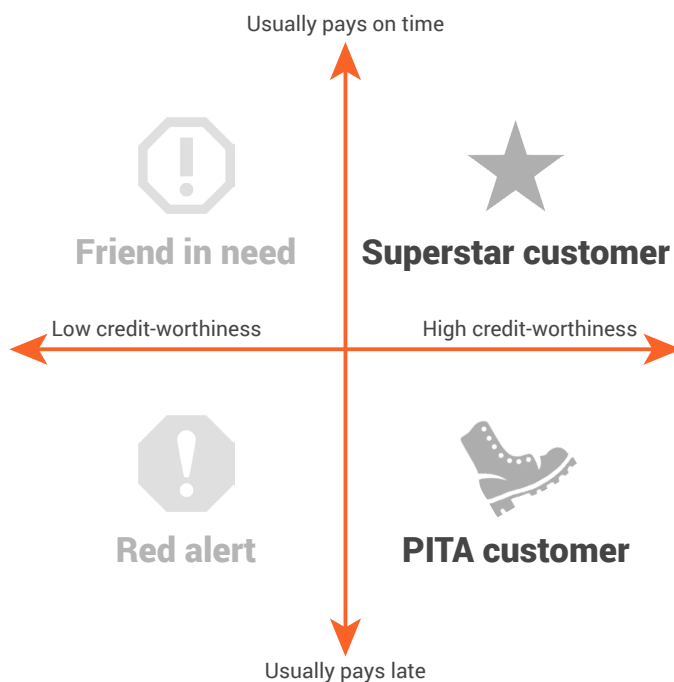 Usually pays on time
Friend in need
Superstar customer
Low credit-worthiness
High credit-worthiness
Red alert
PITA customer
Usually pays late